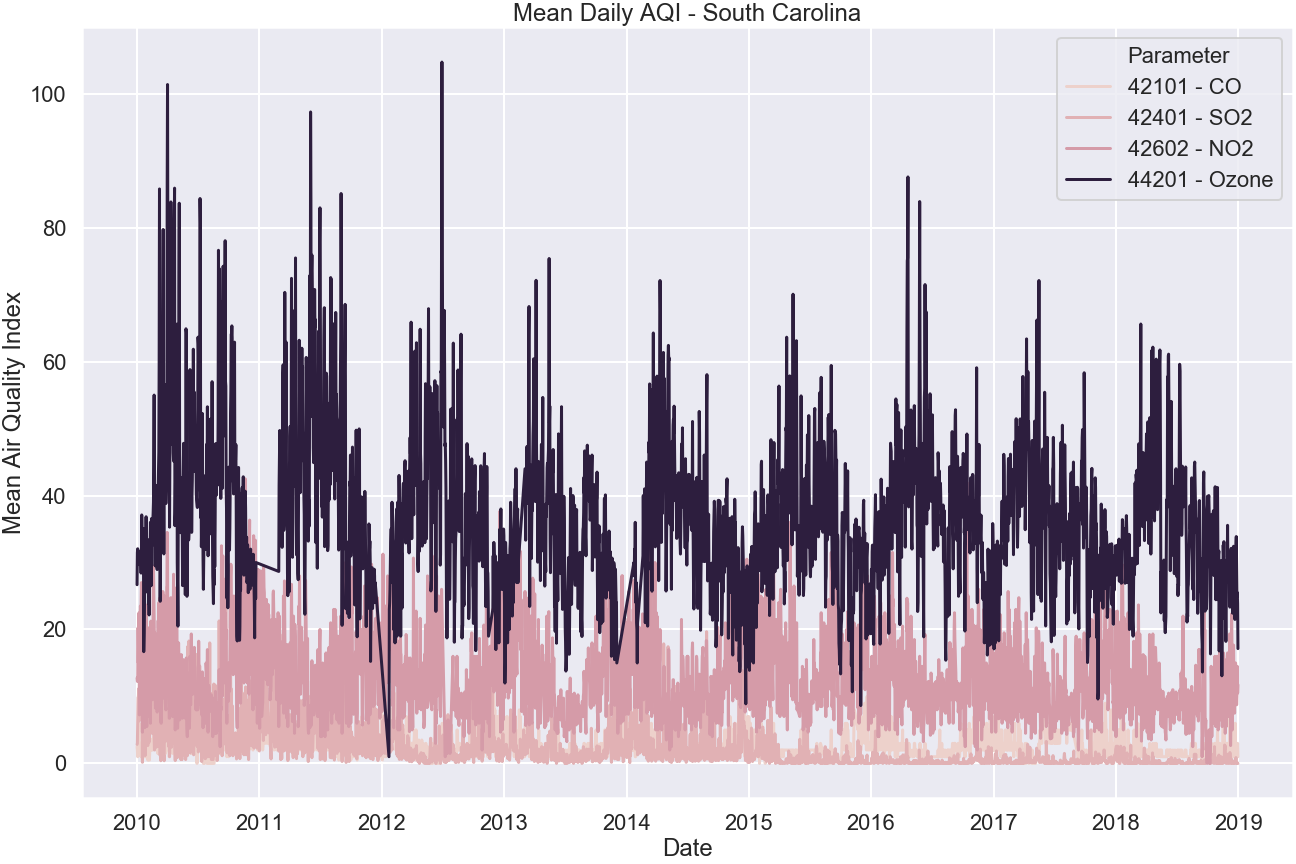 Mean Daily AQI - South Carolina
Parameter
42101 - CO
42401 - SO2
42602 - NO2
44201 - Ozone
Mean Air Quality Index
100
80
60
40
20
0
2010 2011 2012 2013 2014 2015 2016 2017 2018 2019
Date